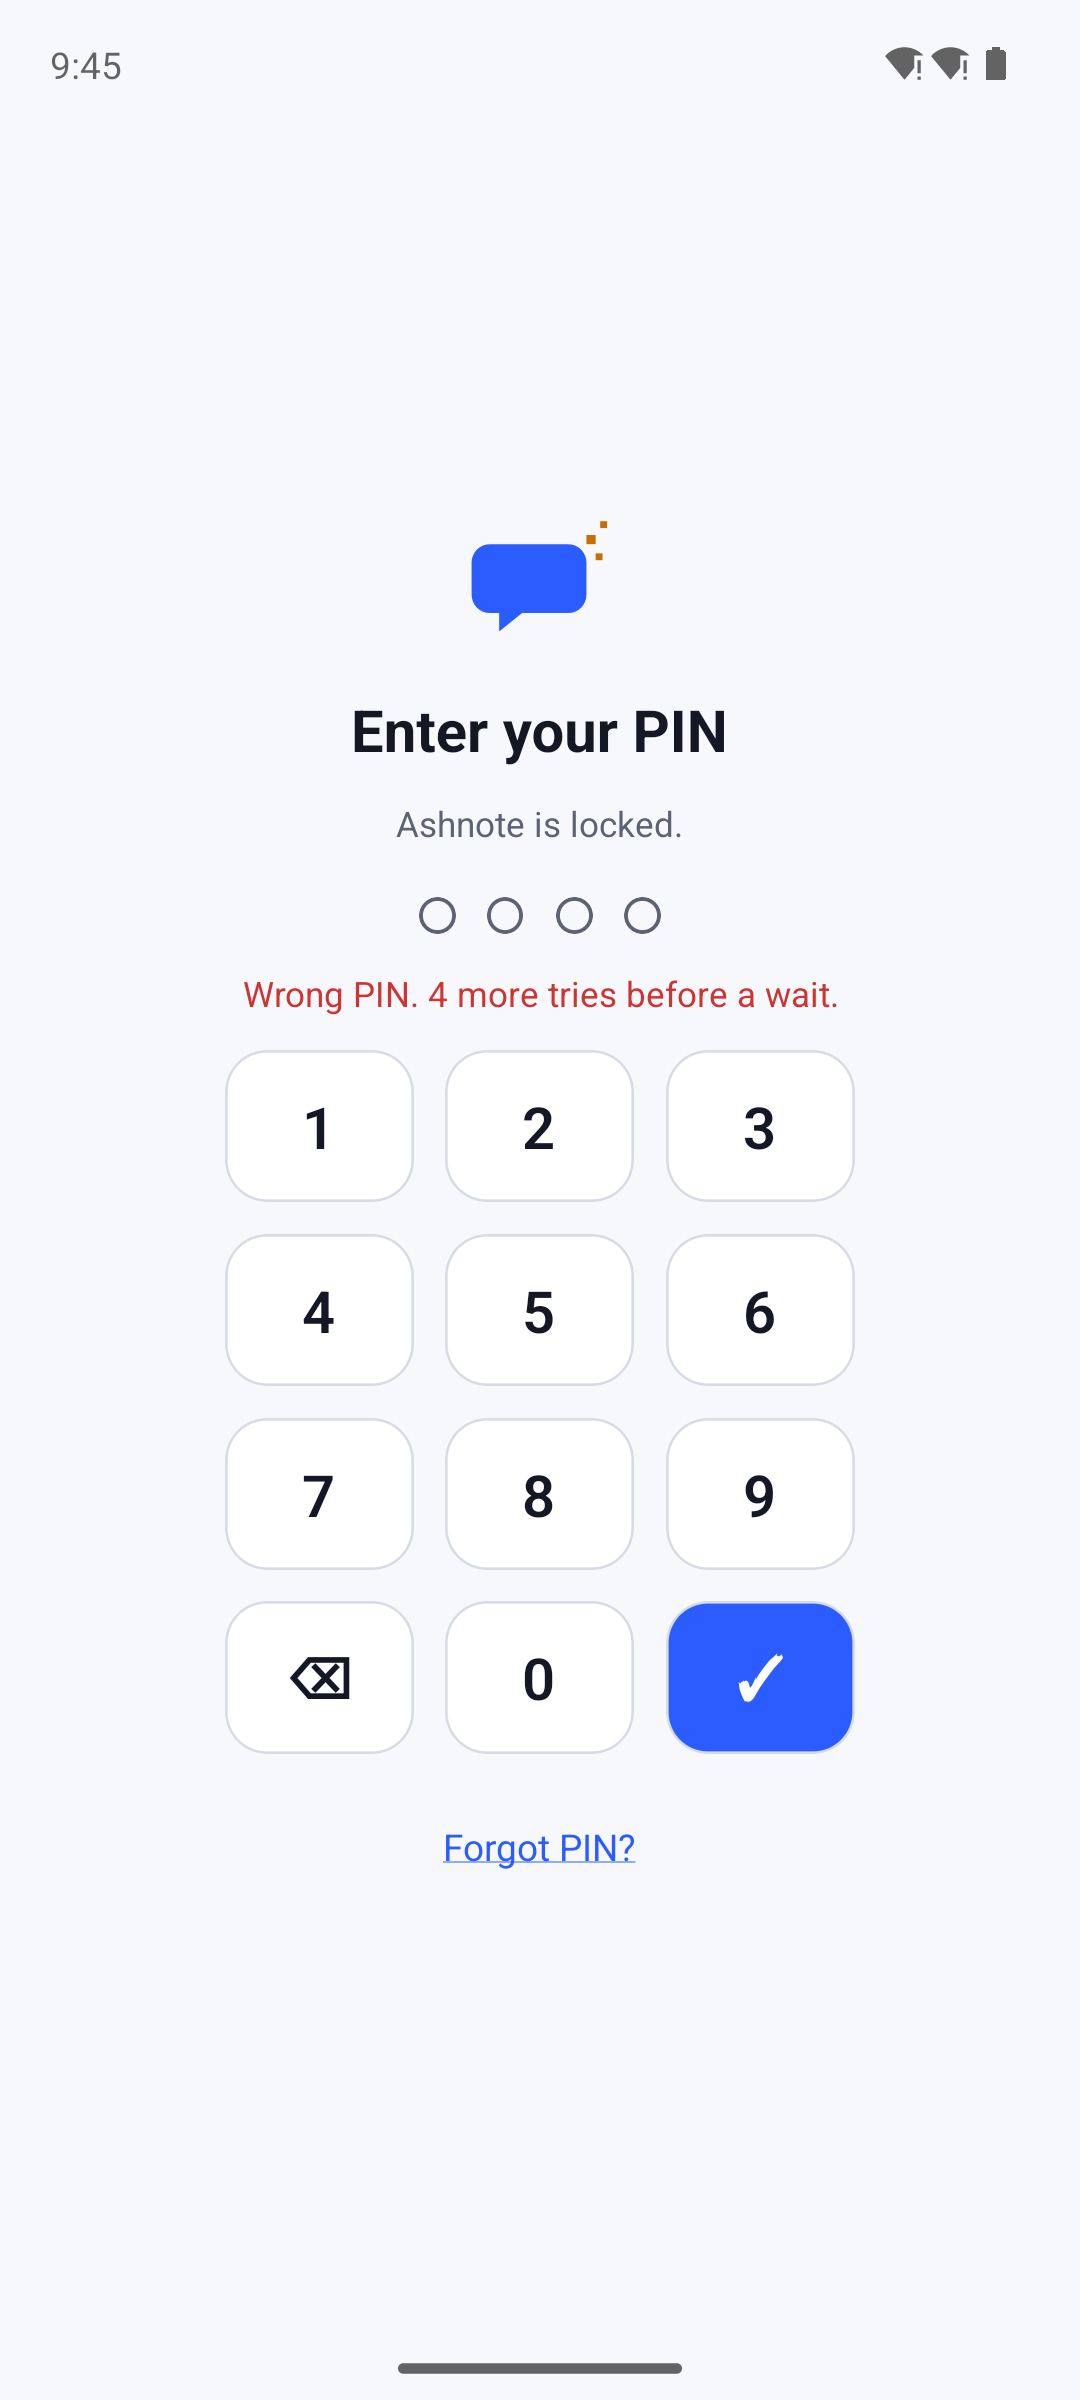 9:45
Enter your PIN
Ashnote is locked.
Wrong PIN. 4 more tries before a wait.
1 2 3
4 5 6
7 8 9
0 ✓
Forgot PIN?